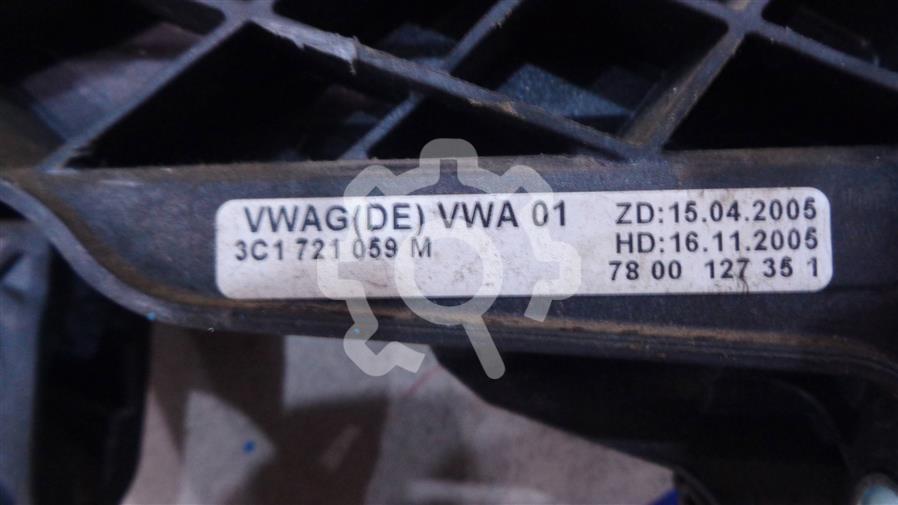 VWAG(DE) VWA 01 ZD:15.04.2005
3C1 721 059 M HD:16.11.2005
78 00 127 35 1